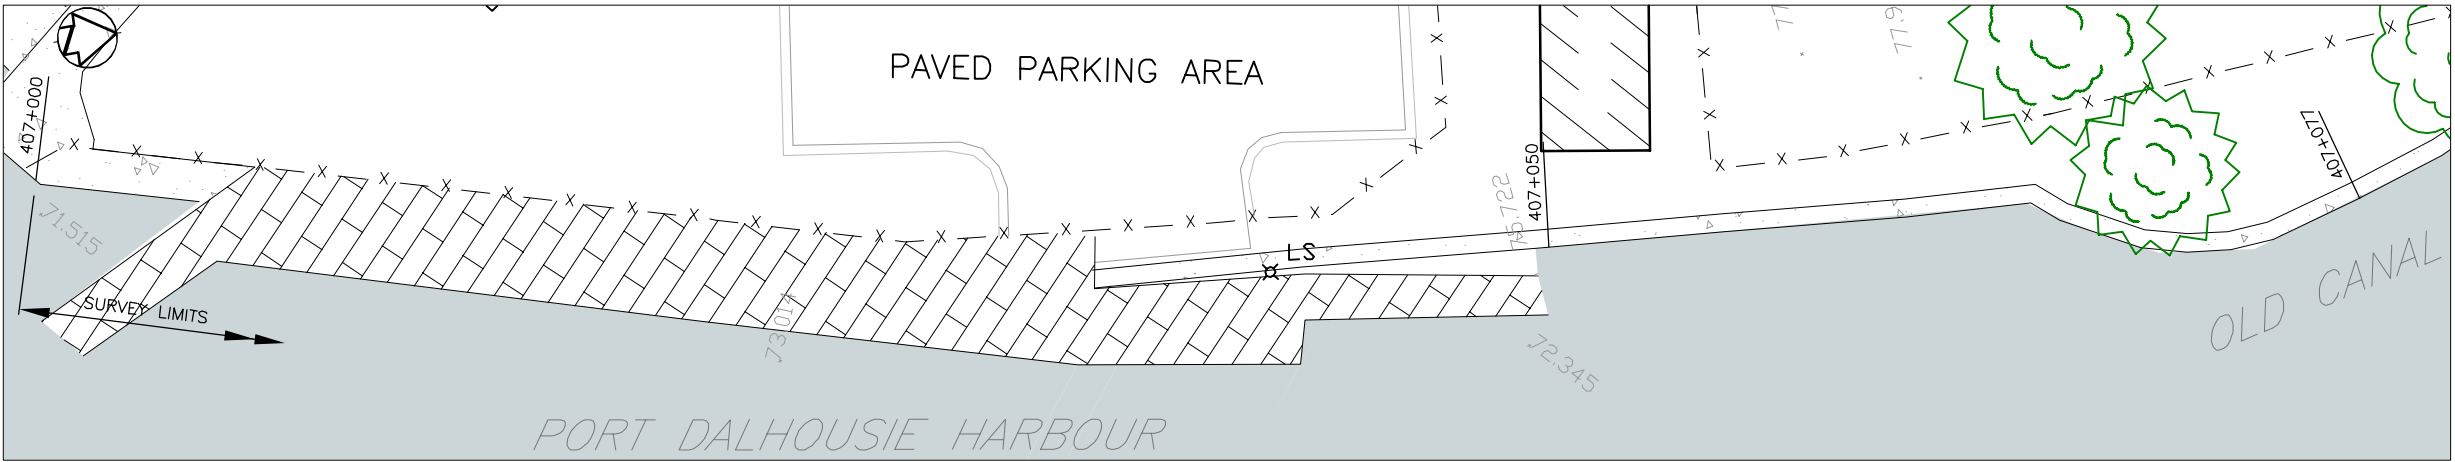 PAVED PARKING AREA
407+000
71.515
SURVEY LIMITS
73.014
LS
407+050
75.722
72.345
407+077
OLD CANAL
PORT DALHOUSIE HARBOUR